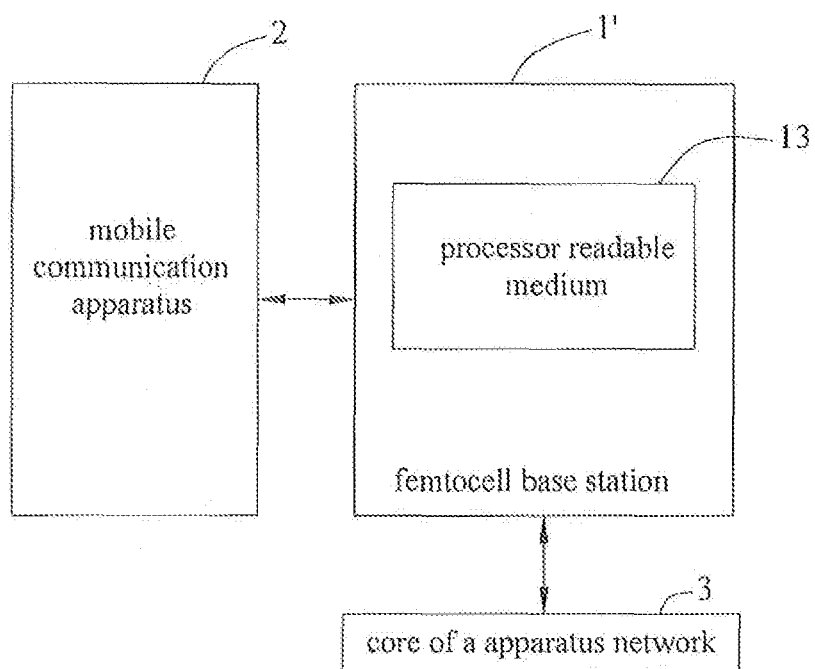 2
1'
13
mobile
communication
apparatus
processor readable
medium
femtocell base station
3
core of a apparatus network